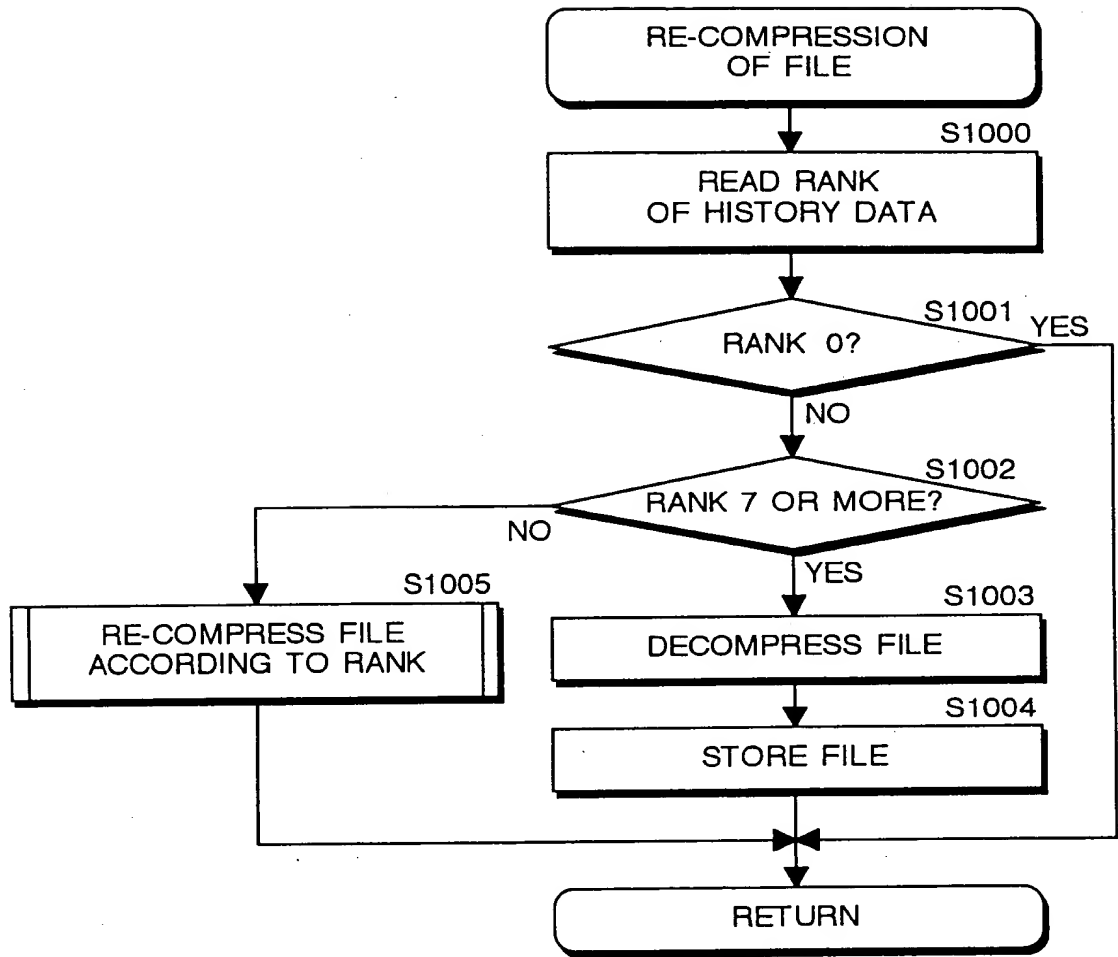 RE-COMPRESSION
OF FILE
S1000
READ RANK
OF HISTORY DATA
S1001
RANK 0?
YES
NO
S1002
RANK 7 OR MORE?
NO
YES
S1005
RE-COMPRESS FILE
ACCORDING TO RANK
S1003
DECOMPRESS FILE
S1004
STORE FILE
RETURN